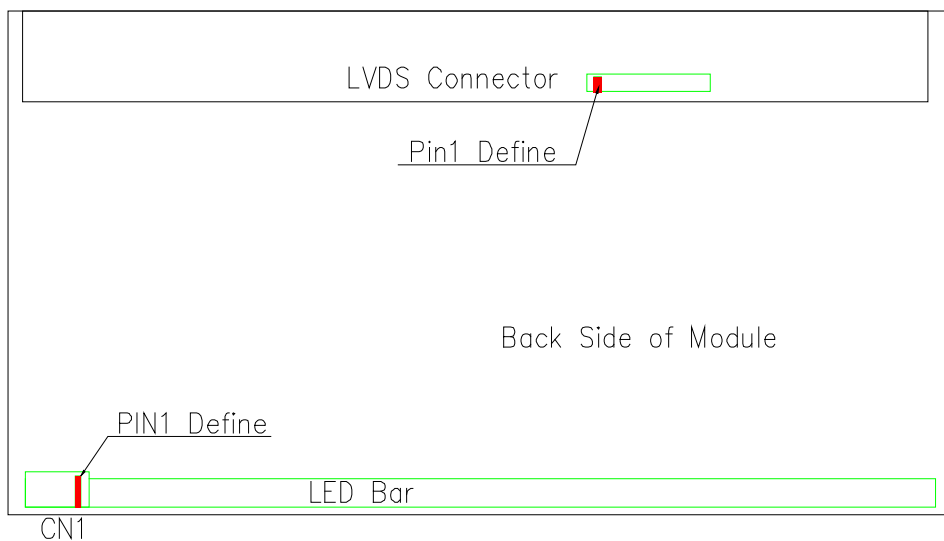 LVDS Connector
Pin1 Define
Back Side of Module
PIN1 Define
LED Bar
CN1